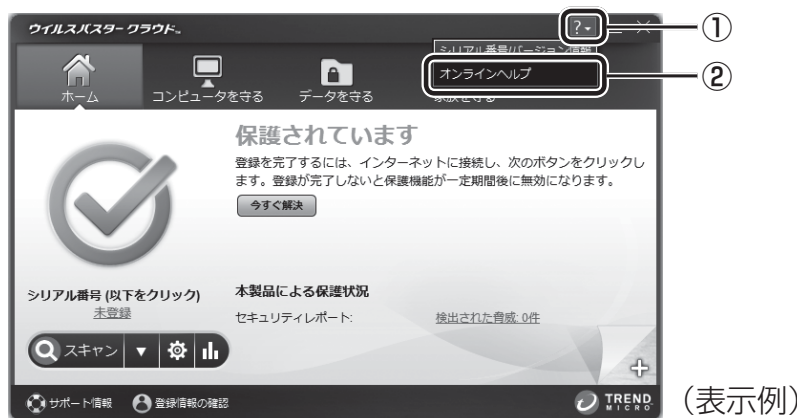 ウイルスバスター クラウド™
?
①
シリアル番号/バージョン情報
オンラインヘルプ
②
ホーム
コンピュータを守る
データを守る
家族を守る
保護されています
登録を完了するには、インターネットに接続し、次のボタンをクリックし
ます。登録が完了しないと保護機能が一定期間後に無効になります。
今すぐ解決
シリアル番号 (以下をクリック)
未登録
本製品による保護状況
セキュリティレポート:
検出された脅威: 0件
スキャン
サポート情報
登録情報の確認
TREND
MICRO
（表示例）